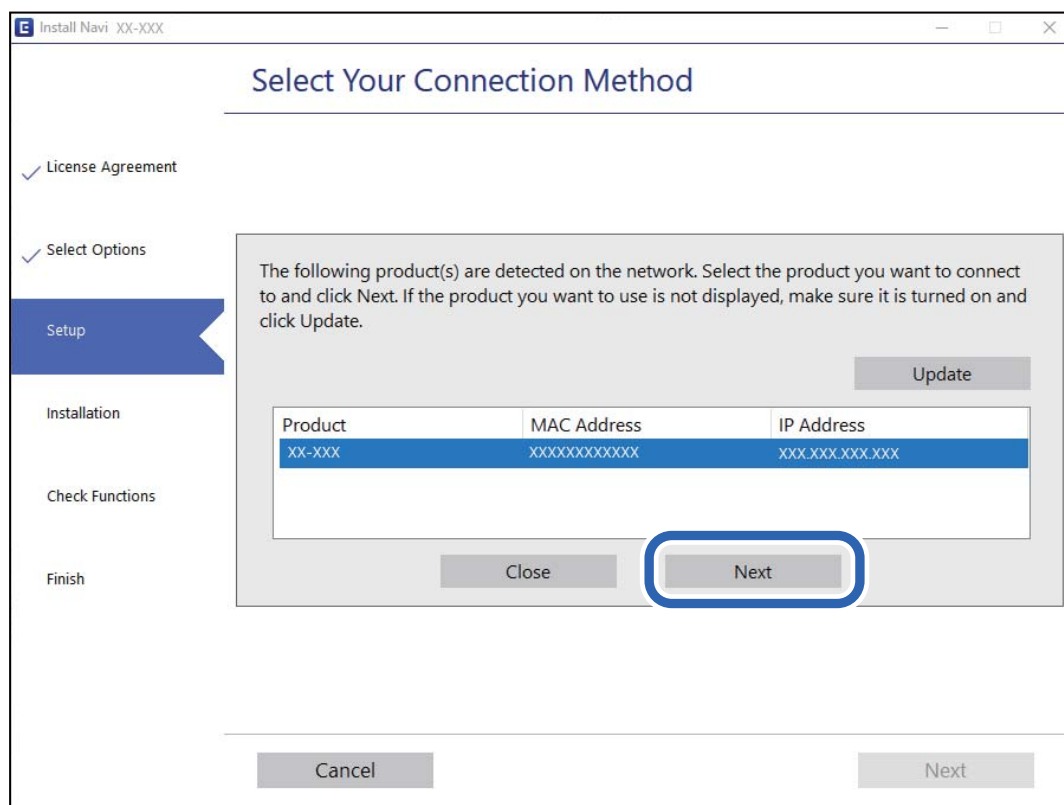 Install Navi XX-XXX
Select Your Connection Method
License Agreement
Select Options
Setup
Installation
Check Functions
Finish
The following product(s) are detected on the network. Select the product you want to connect
to and click Next. If the product you want to use is not displayed, make sure it is turned on and
click Update.
Update
Product MAC Address IP Address
XX-XXX XXXXXXXXXXXX XXX.XXX.XXX.XXX
Close Next
Cancel Next